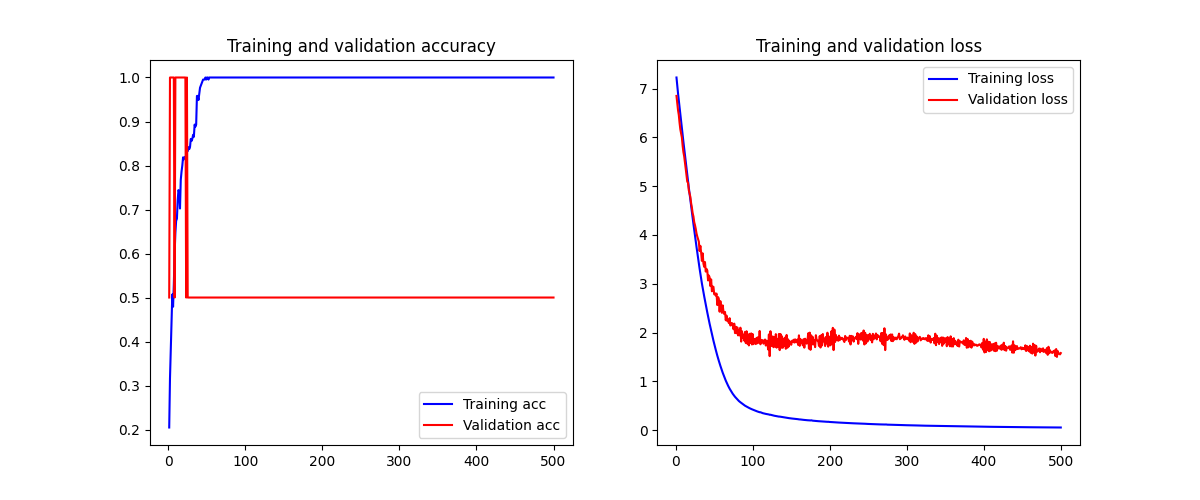 Training and validation accuracy
1.0
0.9
0.8
0.7
0.6
0.5
0.4
0.3
0.2
0 100 200 300 400 500
Training acc
Validation acc
Training and validation loss
7
6
5
4
3
2
1
0
0 100 200 300 400 500
Training loss
Validation loss